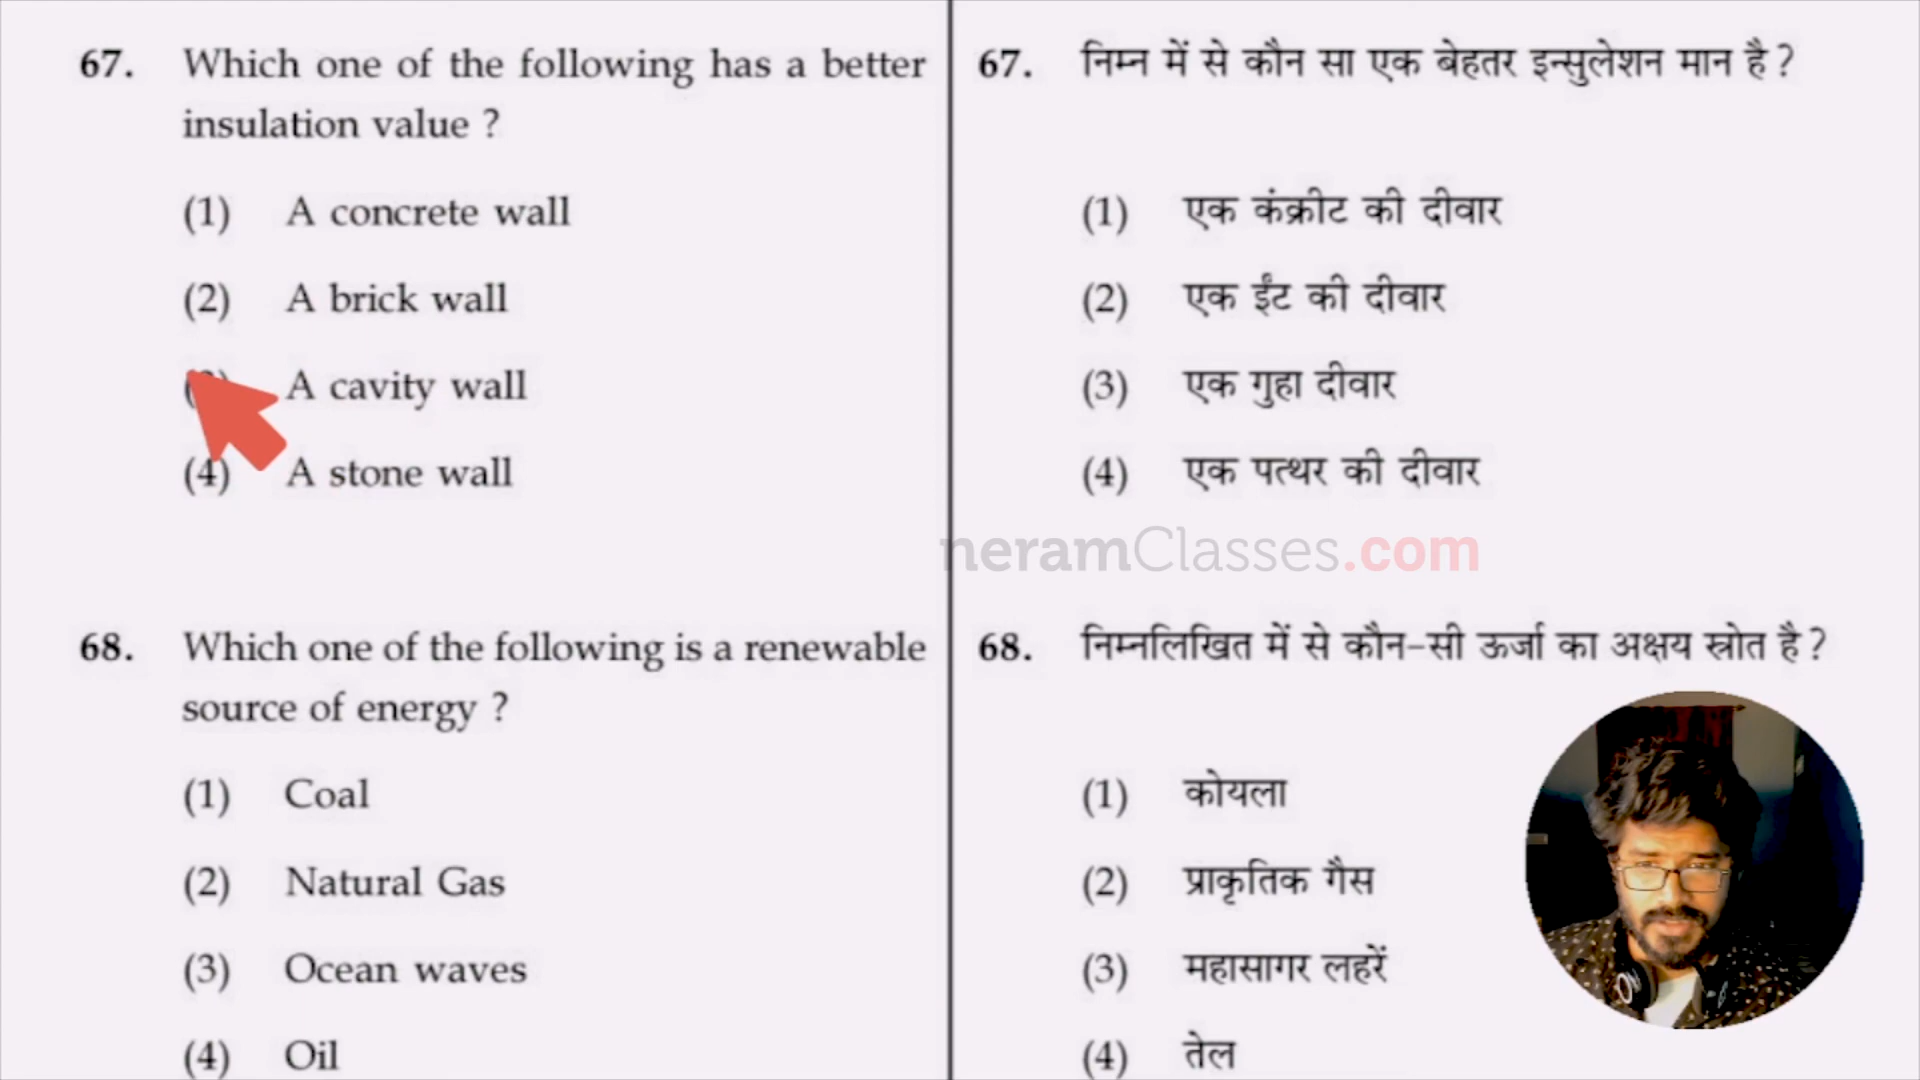 67. Which one of the following has a better
insulation value ?
(1) A concrete wall
(2) A brick wall
A cavity wall
(4) A stone wall
68. Which one of the following is a renewable
source of energy ?
(1) Coal
(2) Natural Gas
(3) Ocean waves
(4) Oil
67. निम्न में से कौन सा एक बेहतर इन्सुलेशन मान है ?
(1) एक कंक्रीट की दीवार
(2) एक ईंट की दीवार
(3) एक गुहा दीवार
(4) एक पत्थर की दीवार
neramClasses.com
68. निम्नलिखित में से कौन-सी ऊर्जा का अक्षय स्रोत है ?
(1) कोयला
(2) प्राकृतिक गैस
(3) महासागर लहरें
(4) तेल